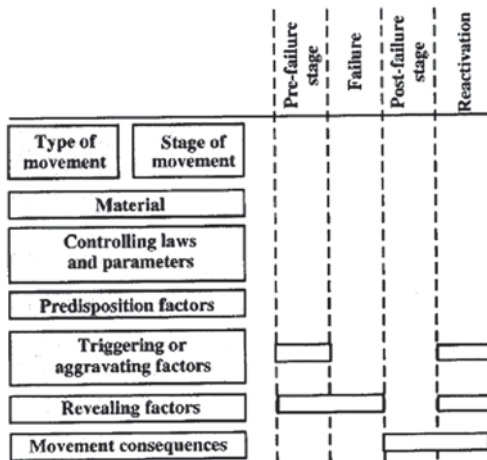 Pre-failure
stage
Failure
Post-failure
stage
Reactivation
Type of
movement
Stage of
movement
Material
Controlling laws
and parameters
Predisposition factors
Triggering or
aggravating factors
Revealing factors
Movement consequences